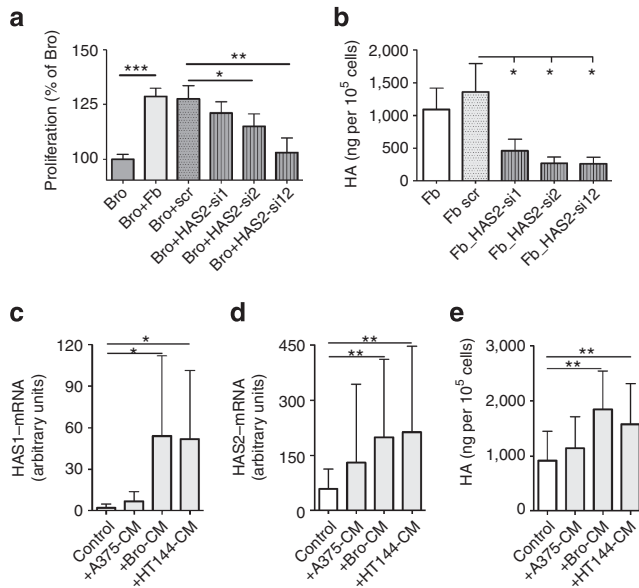 a
Proliferation (% of Bro)
150
125
100
***
**
*
Bro
Bro+Fb
Bro+scr
Bro+HAS2-si1
Bro+HAS2-si2
Bro+HAS2-si12
b
HA (ng per 10⁵ cells)
2,000
1,500
1,000
500
0
* * *
Fb
Fb scr
Fb_HAS2-si1
Fb_HAS2-si2
Fb_HAS2-si12
c
HAS1–mRNA
(arbitrary units)
120
90
60
30
0
*
*
Control
+A375-CM
+Bro-CM
+HT144-CM
d
HAS2–mRNA
(arbitrary units)
450
300
150
0
**
**
Control
+A375-CM
+Bro-CM
+HT144-CM
e
HA (ng per 10⁵ cells)
3,000
2,000
1,000
0
**
**
Control
+A375-CM
+Bro-CM
+HT144-CM